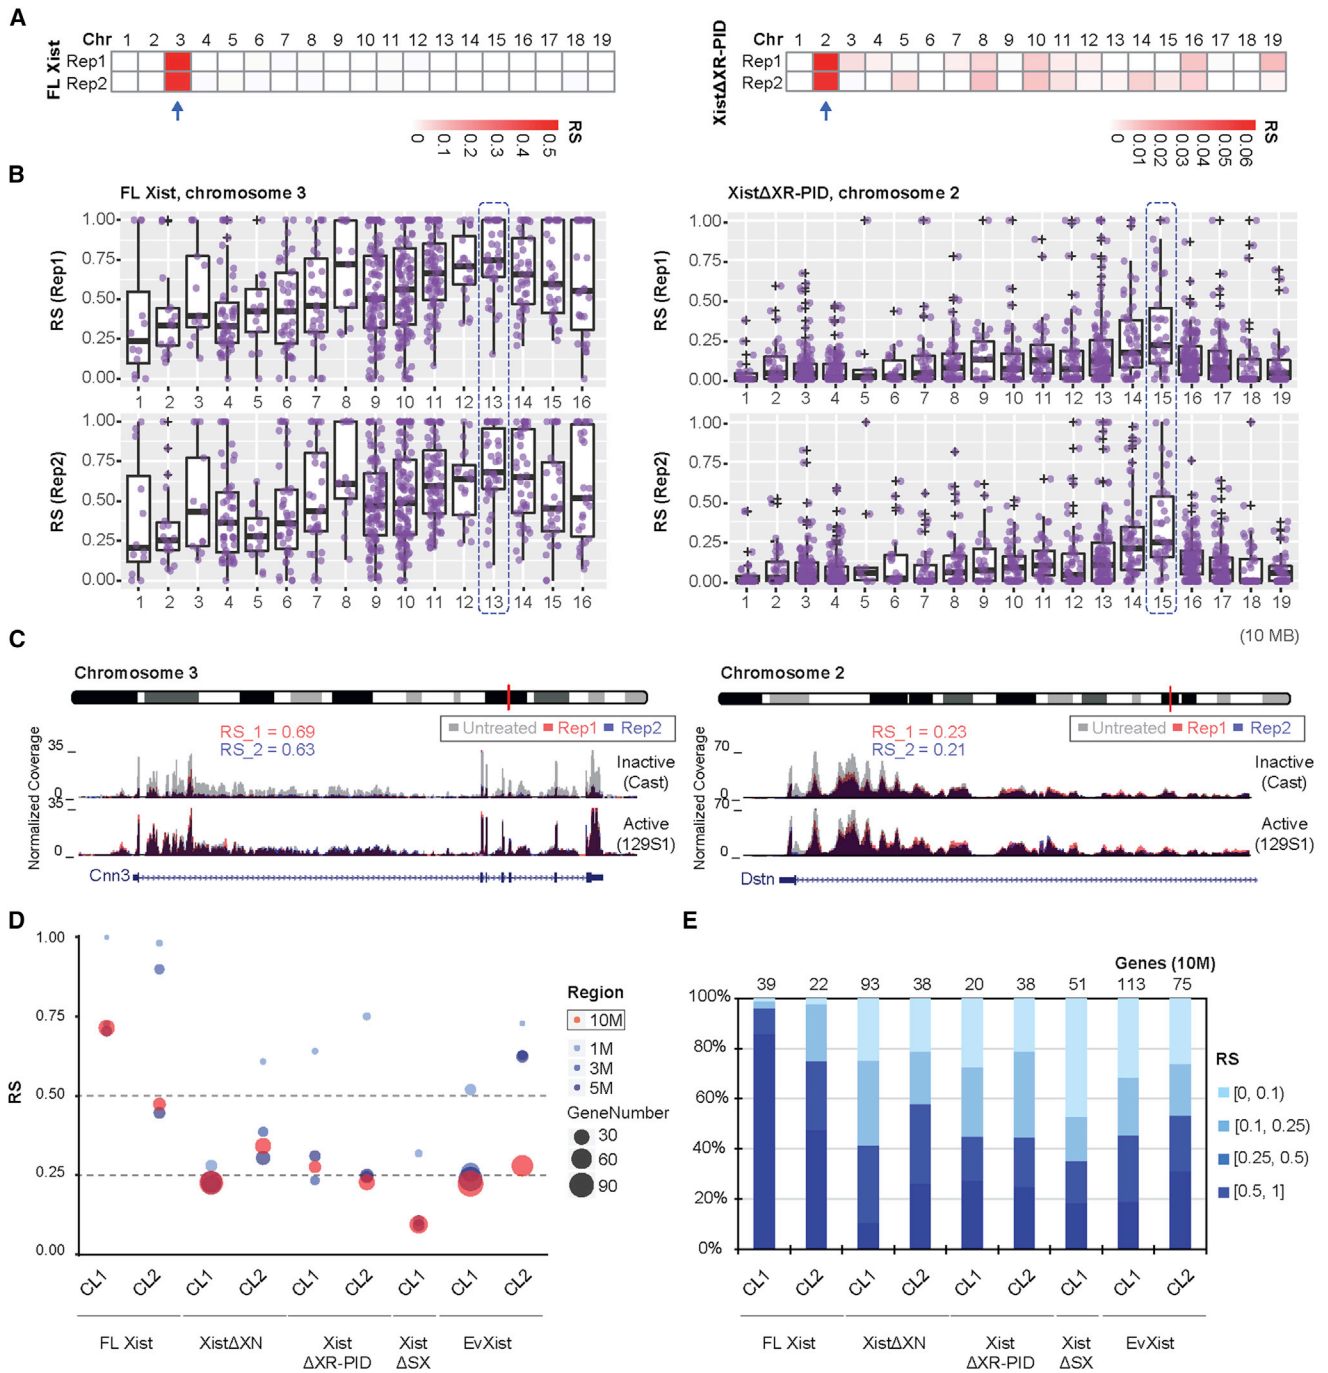 A
FL Xist
Chr 1 2 3 4 5 6 7 8 9 10 11 12 13 14 15 16 17 18 19
Rep1
Rep2
0 0.1 0.2 0.3 0.4 0.5 RS
XistΔXR-PID
Chr 1 2 3 4 5 6 7 8 9 10 11 12 13 14 15 16 17 18 19
Rep1
Rep2
0 0.01 0.02 0.03 0.04 0.05 0.06 RS
B
FL Xist, chromosome 3
RS (Rep1)
1.00
0.75
0.50
0.25
0.00
1 2 3 4 5 6 7 8 9 10 11 12 13 14 15 16
RS (Rep2)
1.00
0.75
0.50
0.25
0.00
1 2 3 4 5 6 7 8 9 10 11 12 13 14 15 16
XistΔXR-PID, chromosome 2
RS (Rep1)
1.00
0.75
0.50
0.25
0.00
1 2 3 4 5 6 7 8 9 10 11 12 13 14 15 16 17 18 19
RS (Rep2)
1.00
0.75
0.50
0.25
0.00
1 2 3 4 5 6 7 8 9 10 11 12 13 14 15 16 17 18 19
(10 MB)
C
Chromosome 3
Untreated Rep1 Rep2
RS_1 = 0.69
RS_2 = 0.63
Normalized Coverage
35
0
Inactive
(Cast)
35
0
Active
(129S1)
Cnn3
Chromosome 2
Untreated Rep1 Rep2
RS_1 = 0.23
RS_2 = 0.21
Normalized Coverage
70
0
Inactive
(Cast)
70
0
Active
(129S1)
Dstn
D
RS
1.00
0.75
0.50
0.25
0.00
CL1 CL2 CL1 CL2 CL1 CL2 CL1 CL1 CL2
FL Xist XistΔXN Xist ΔXR-PID Xist ΔSX EvXist
Region
10M
1M
3M
5M
GeneNumber
30
60
90
E
Genes (10M)
39 22 93 38 20 38 51 113 75
100%
80%
60%
40%
20%
0%
CL1 CL2 CL1 CL2 CL1 CL2 CL1 CL1 CL2
FL Xist XistΔXN Xist ΔXR-PID Xist ΔSX EvXist
RS
[0, 0.1)
[0.1, 0.25)
[0.25, 0.5)
[0.5, 1]